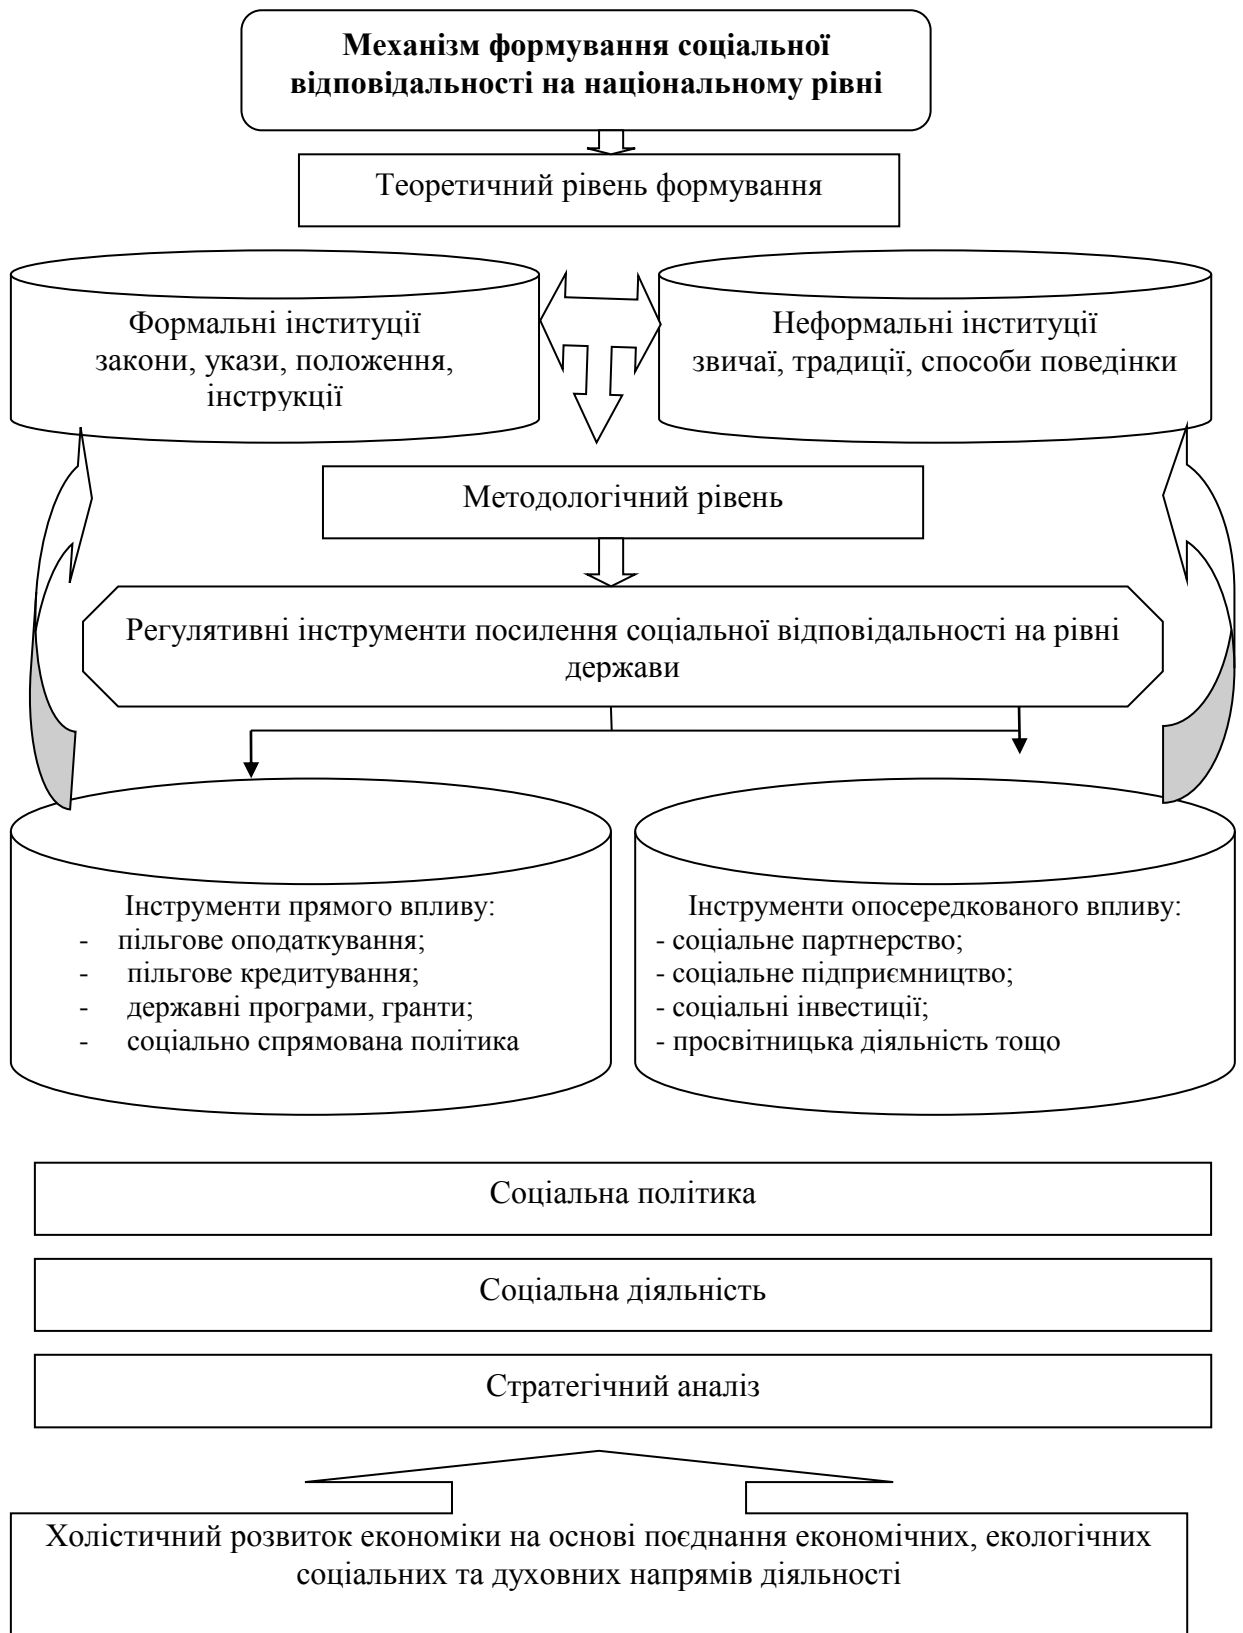 Механізм формування соціальної
відповідальності на національному рівні
Теоретичний рівень формування
Формальні інституції
закони, укази, положення,
інструкції
Неформальні інституції
звичаї, традиції, способи поведінки
Методологічний рівень
Регулятивні інструменти посилення соціальної відповідальності на рівні
держави
Інструменти прямого впливу:
- пільгове оподаткування;
- пільгове кредитування;
- державні програми, гранти;
- соціально спрямована політика
Інструменти опосередкованого впливу:
- соціальне партнерство;
- соціальне підприємництво;
- соціальні інвестиції;
- просвітницька діяльність тощо
Соціальна політика
Соціальна діяльність
Стратегічний аналіз
Холістичний розвиток економіки на основі поєднання економічних, екологічних
соціальних та духовних напрямів діяльності